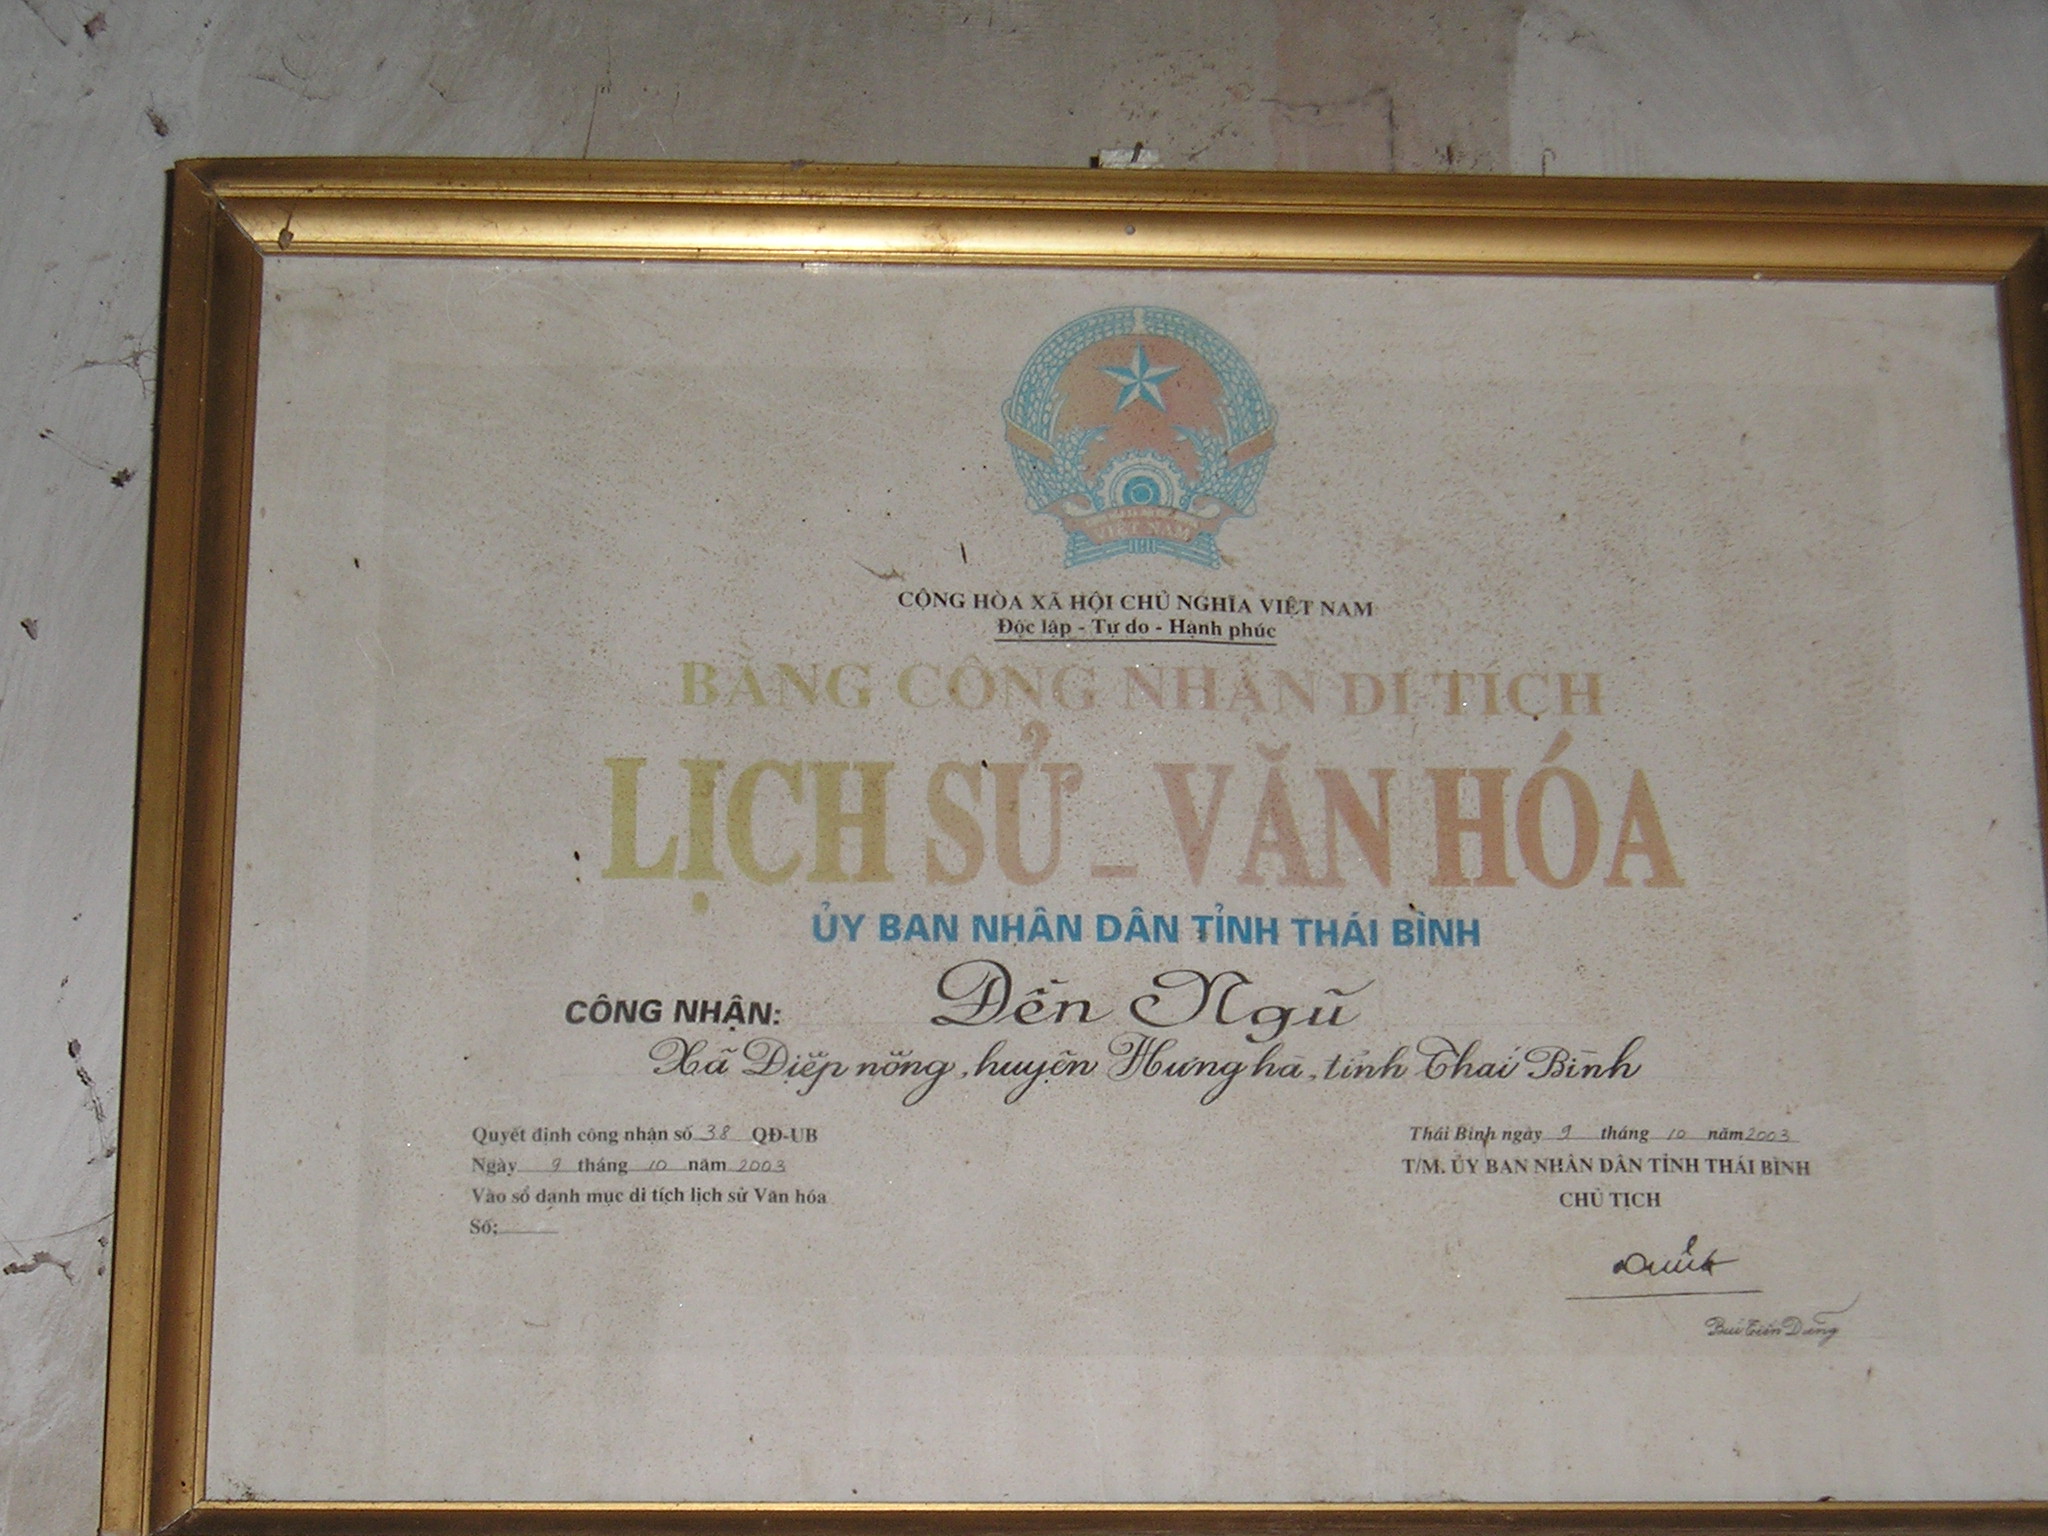 VIỆT NAM
CỘNG HÒA XÃ HỘI CHỦ NGHĨA VIỆT NAM
Độc lập - Tự do - Hạnh phúc
BẰNG CÔNG NHẬN DI TÍCH
LỊCH SỬ - VĂN HÓA
ỦY BAN NHÂN DÂN TỈNH THÁI BÌNH
CÔNG NHẬN: Đền Ngũ
Xã Điệp nông, huyện Hưng hà, tỉnh Thái Bình
Quyết định công nhận số 38 QĐ-UB
Ngày 9 tháng 10 năm 2003
Vào sổ danh mục di tích lịch sử Văn hóa
Số:
Thái Bình ngày 9 tháng 10 năm 2003
T/M. ỦY BAN NHÂN DÂN TỈNH THÁI BÌNH
CHỦ TỊCH
Bùi Tiến Dũng